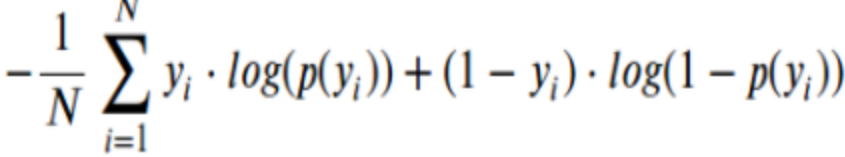 -\frac{1}{N} \sum_{i=1}^{N} y_i \cdot log(p(y_i)) + (1 - y_i) \cdot log(1 - p(y_i))